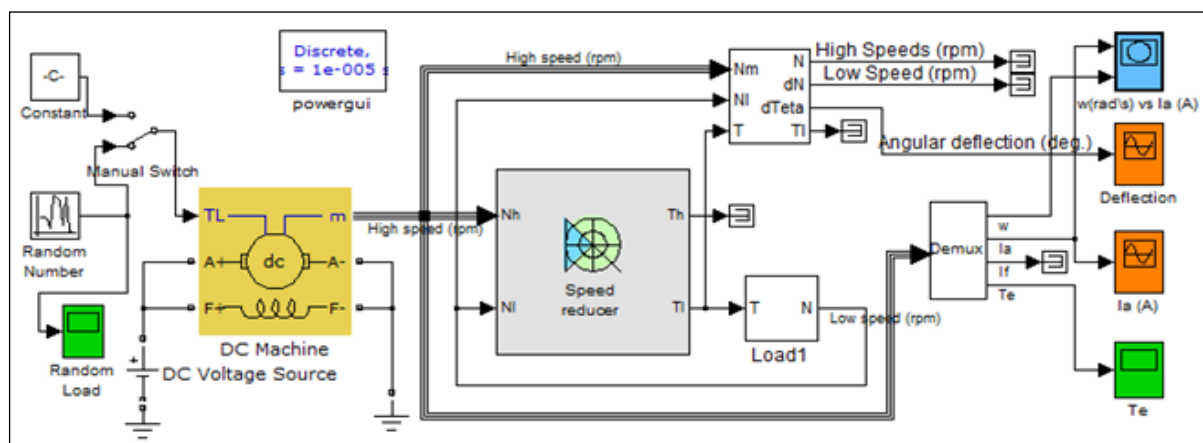 -C-
Constant
Manual Switch
Random
Number
Random
Load
Discrete,
s = 1e-005 s
powergui
TL
m
A+
dc
A-
F+
F-
DC Machine
DC Voltage Source
High speed (rpm)
High speed (rpm)
Nh
Th
Nl
Tl
Speed
reducer
Nm
Nl
T
N
dN
dTeta
Tl
High Speeds (rpm)
Low Speed (rpm)
Angular deflection (deg.)
T
N
Load1
Low speed (rpm)
Demux
w
Ia
If
Te
w(rad\s) vs Ia (A)
Deflection
Ia (A)
Te